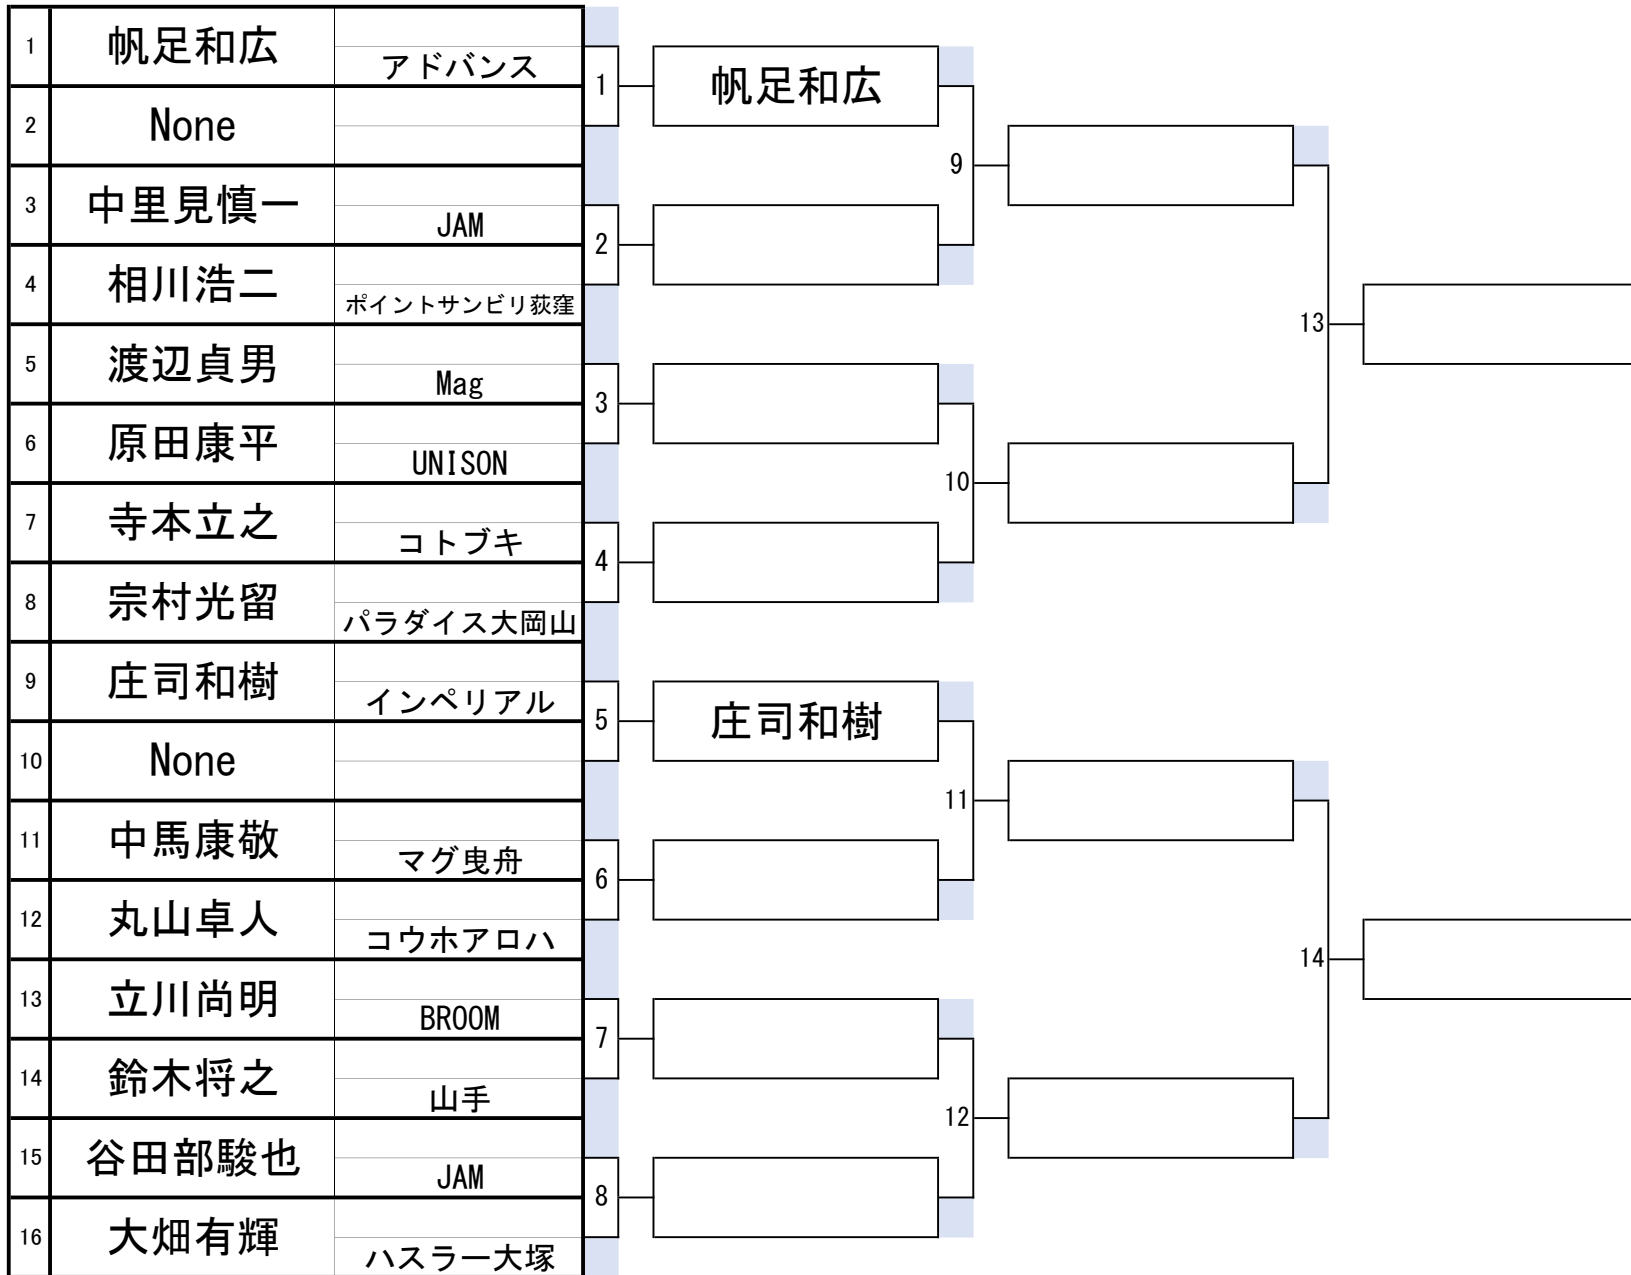 1 帆足和広 アドバンス
1 帆足和広
2 None
9
3 中里見慎一 JAM
2
4 相川浩二 ポイントサンビリ荻窪
13
5 渡辺貞男 Mag
3
6 原田康平 UNISON
10
7 寺本立之 コトブキ
4
8 宗村光留 パラダイス大岡山
9 庄司和樹 インペリアル
5 庄司和樹
10 None
11
11 中馬康敬 マグ曳舟
6
12 丸山卓人 コウホアロハ
14
13 立川尚明 BROOM
7
14 鈴木将之 山手
12
15 谷田部駿也 JAM
8
16 大畑有輝 ハスラー大塚